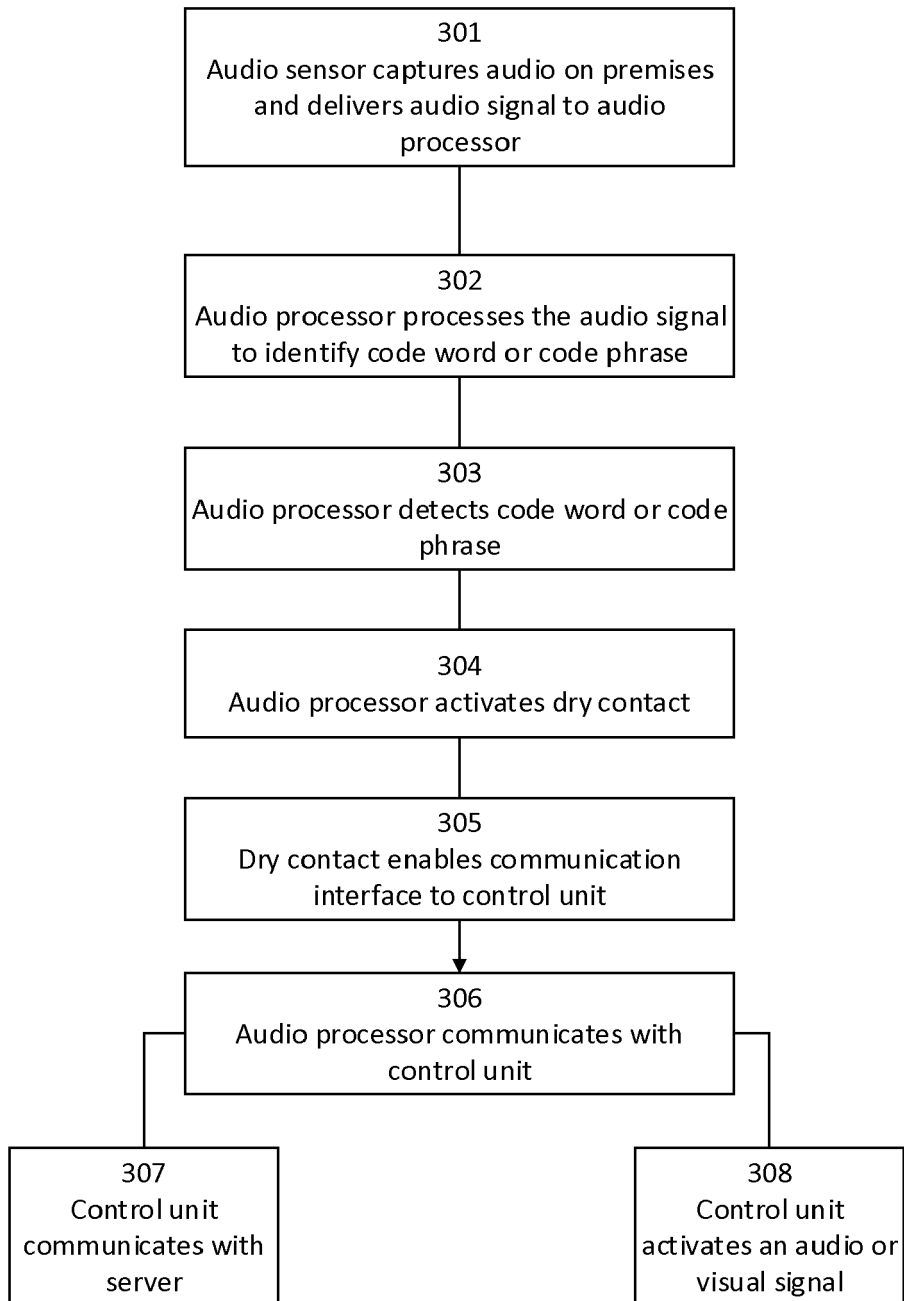 301
Audio sensor captures audio on premises
and delivers audio signal to audio
processor
302
Audio processor processes the audio signal
to identify code word or code phrase
303
Audio processor detects code word or code
phrase
304
Audio processor activates dry contact
305
Dry contact enables communication
interface to control unit
306
Audio processor communicates with
control unit
307
Control unit
communicates with
server
308
Control unit
activates an audio or
visual signal